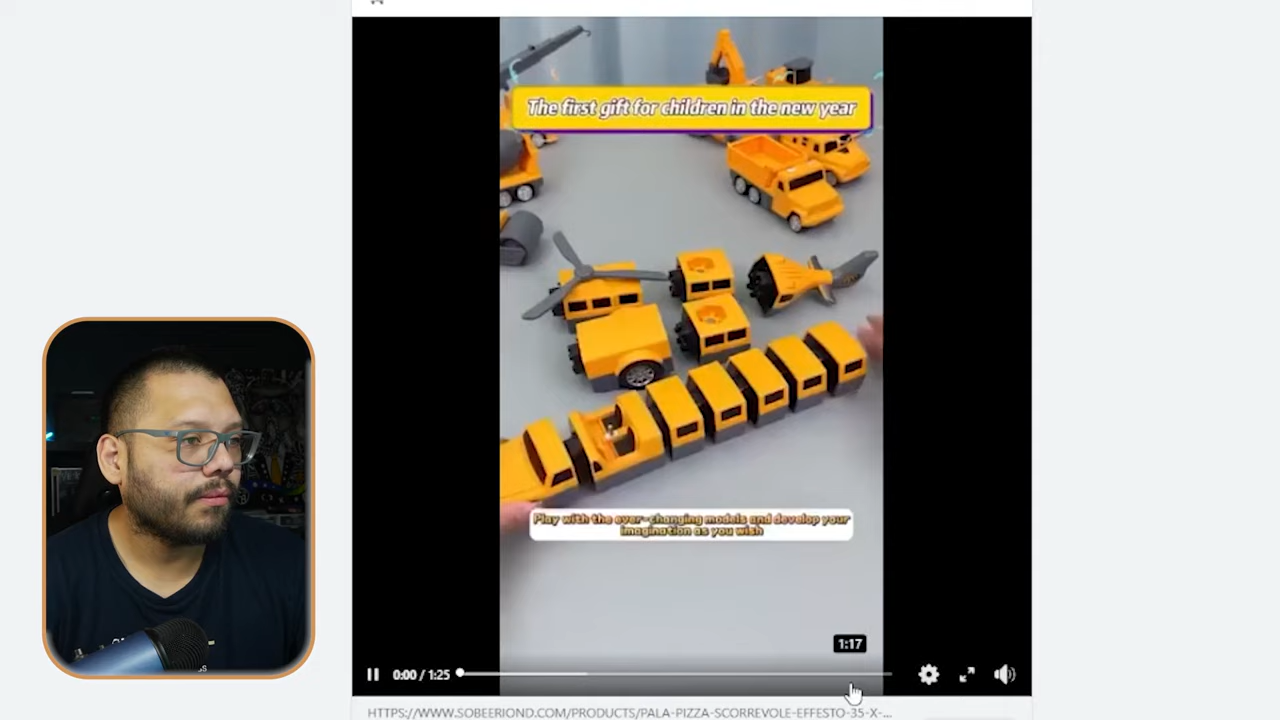 The first gift for children in the new year
Play with the ever-changing models and develop your
imagination as you wish
1:17
0:00 / 1:25
HTTPS://WWW.SOBEERIOND.COM/PRODUCTS/PALA-PIZZA-SCORREVOLE-EFFESTO-35-X-...